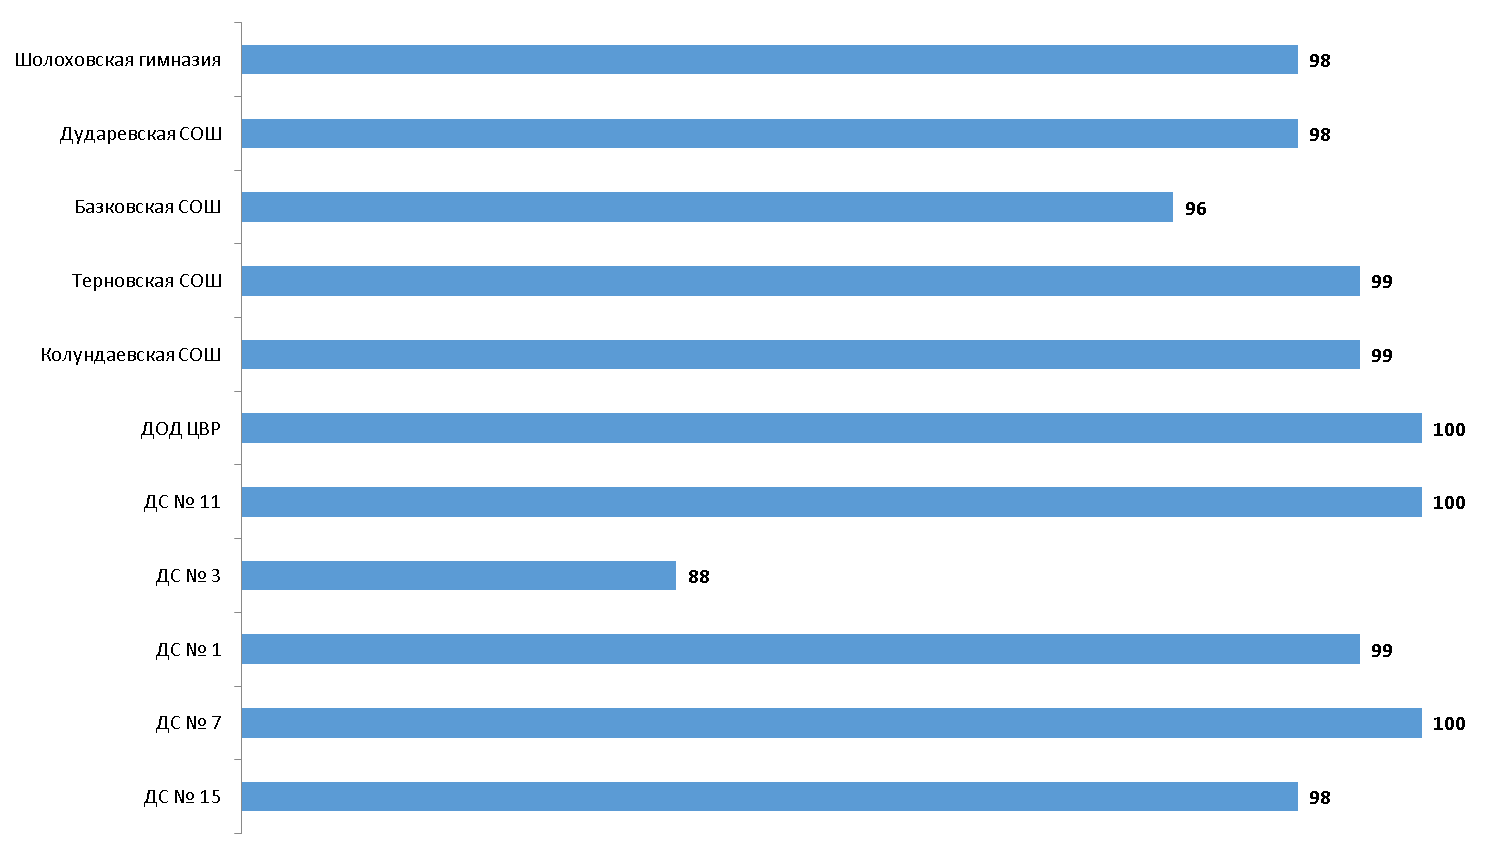 Шолоховская гимназия 98
Дударевская СОШ 98
Базковская СОШ 96
Терновская СОШ 99
Колундаевская СОШ 99
ДОД ЦВР 100
ДС № 11 100
ДС № 3 88
ДС № 1 99
ДС № 7 100
ДС № 15 98